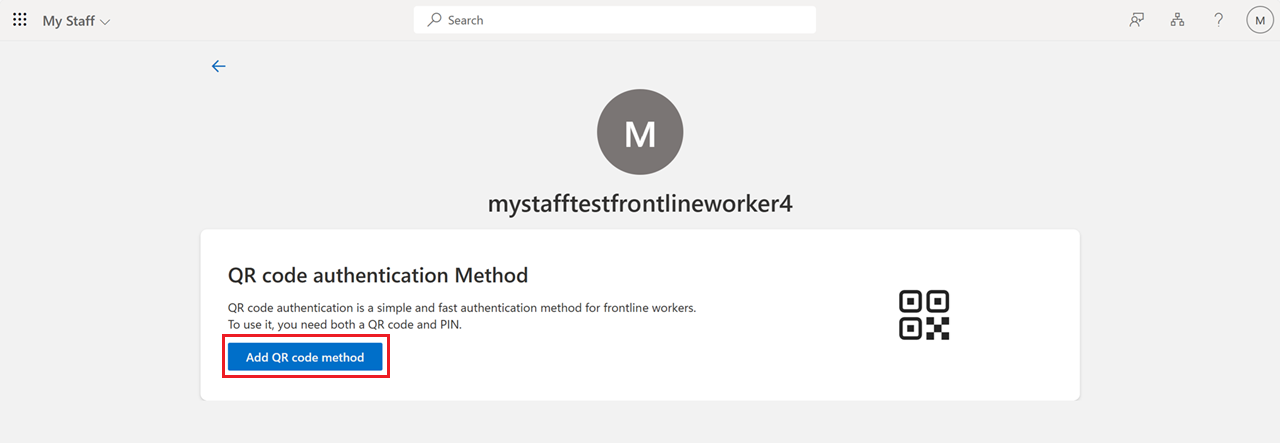 My Staff
Search
M
M
mystafftestfrontlineworker4
QR code authentication Method
QR code authentication is a simple and fast authentication method for frontline workers.
To use it, you need both a QR code and PIN.
Add QR code method